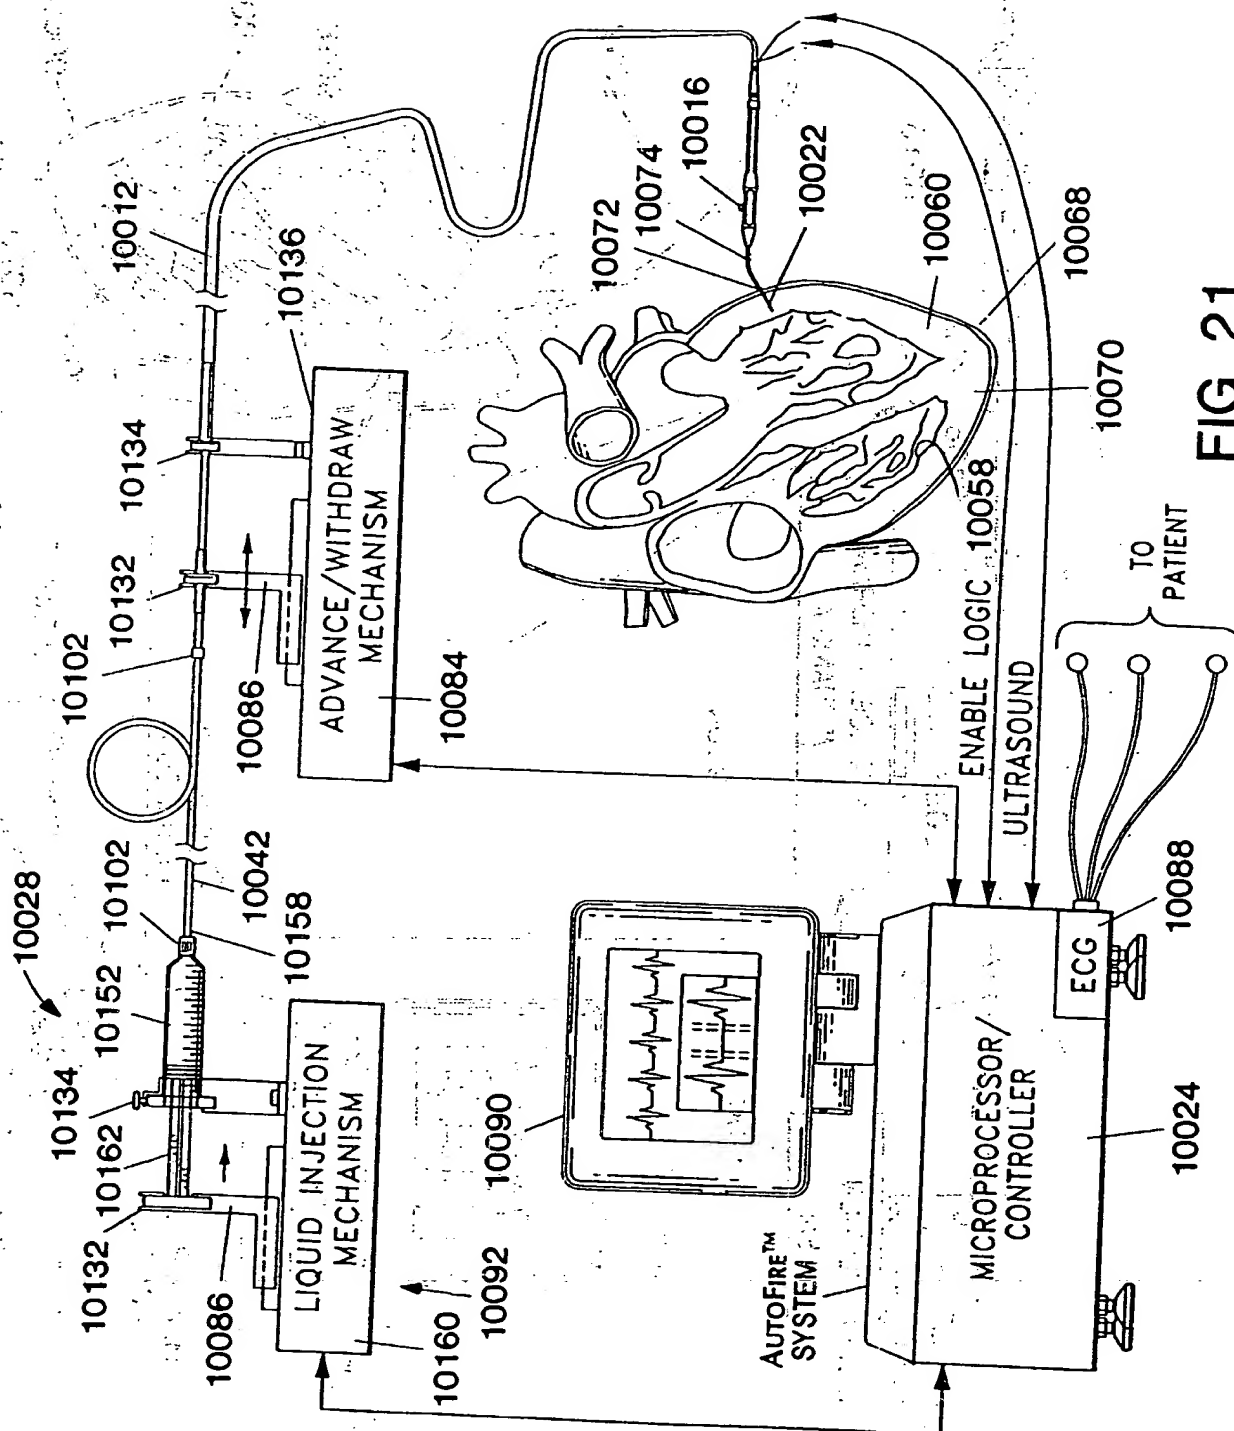 10028
10134
10162
10152
10102
10132
10086
10042
10158
LIQUID INJECTION
MECHANISM
10160
10092
10102
10132
10134
10012
10086
10136
ADVANCE/WITHDRAW
MECHANISM
10084
10072
10074
10016
10022
10060
10068
10070
10058
ENABLE LOGIC
ULTRASOUND
10090
AUTOFIRE™
SYSTEM
MICROPROCESSOR/
CONTROLLER
10024
ECG
10088
TO
PATIENT
FIG. 21